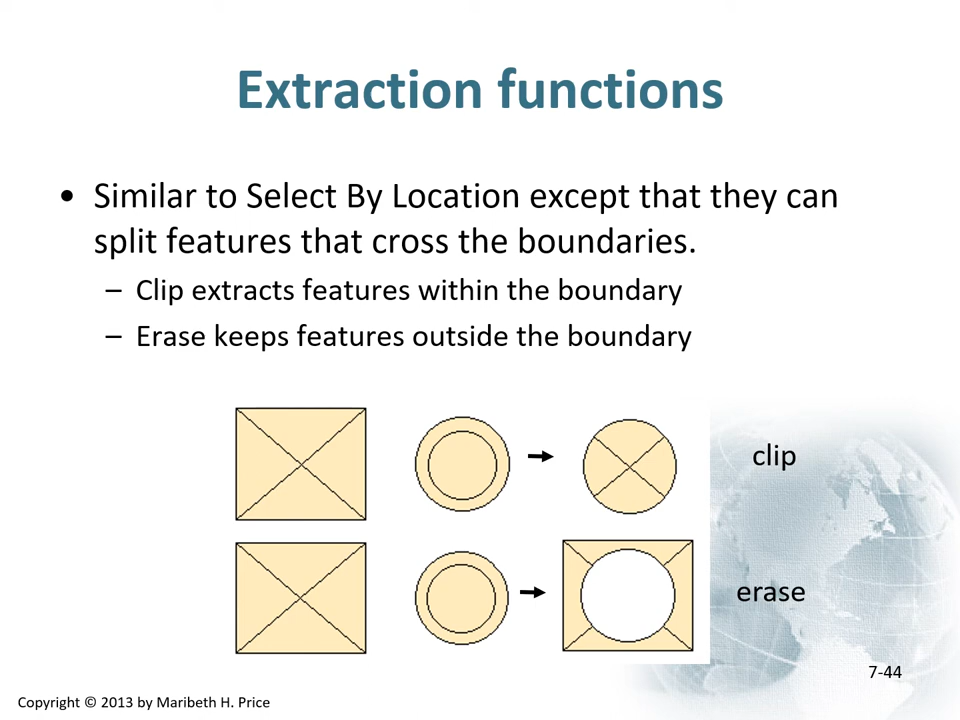 Extraction functions
• Similar to Select By Location except that they can
split features that cross the boundaries.
– Clip extracts features within the boundary
– Erase keeps features outside the boundary
clip
erase
7-44
Copyright © 2013 by Maribeth H. Price